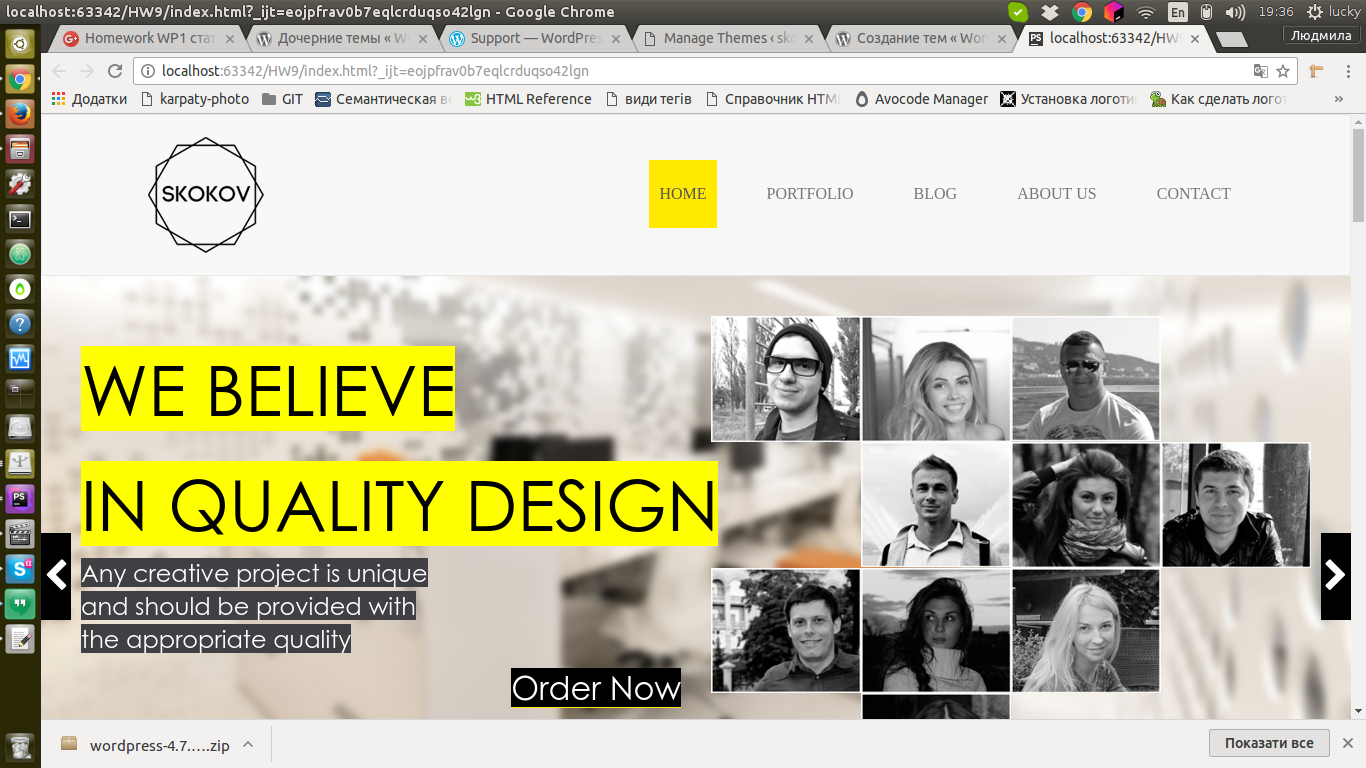 localhost:63342/HW9/index.html?_ijt=eojpfrav0b7eqlcrduqso42lgn - Google Chrome
En
19:36
lucky
Homework WP1 стат
Дочерние темы « W
Support — WordPres
Manage Themes ‹ sko
Создание тем « Wor
localhost:63342/HW
Людмила
localhost:63342/HW9/index.html?_ijt=eojpfrav0b7eqlcrduqso42lgn
Додатки
karpaty-photo
GIT
Семантическая ве
HTML Reference
види тегів
Справочник HTM
Avocode Manager
Установка логоти
Как сделать логот
»
SKOKOV
HOME
PORTFOLIO
BLOG
ABOUT US
CONTACT
WE BELIEVE
IN QUALITY DESIGN
Any creative project is unique
and should be provided with
the appropriate quality
Order Now
wordpress-4.7.….zip
Показати все